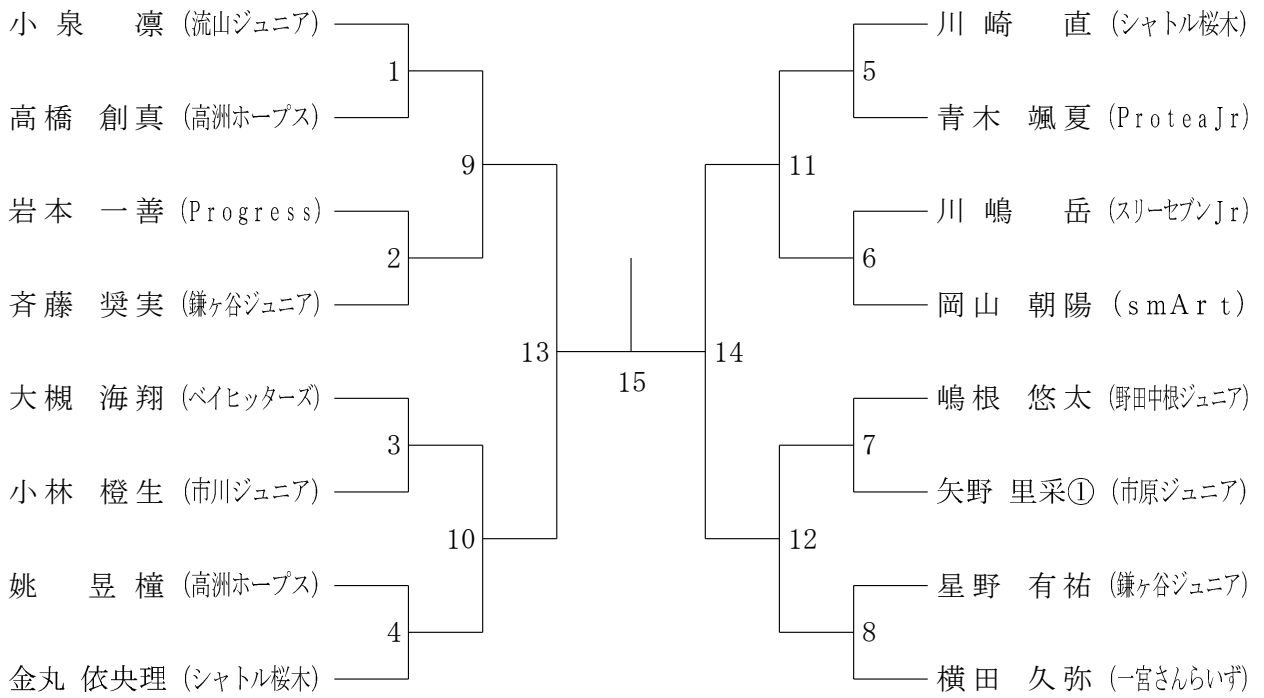 小泉 凛 (流山ジュニア)
1
高橋 創真 (高洲ホープス)
9
岩本 一善 (Progress)
2
斉藤 奨実 (鎌ヶ谷ジュニア)
13
大槻 海翔 (ベイヒッターズ)
3
小林 橙生 (市川ジュニア)
10
姚 昱橦 (高洲ホープス)
4
金丸 依央理 (シャトル桜木)
15
川崎 直 (シャトル桜木)
5
青木 颯夏 (ProteaJr)
11
川嶋 岳 (スリーセブンJr)
6
岡山 朝陽 (smArt)
14
嶋根 悠太 (野田中根ジュニア)
7
矢野 里采① (市原ジュニア)
12
星野 有祐 (鎌ヶ谷ジュニア)
8
横田 久弥 (一宮さんらいず)